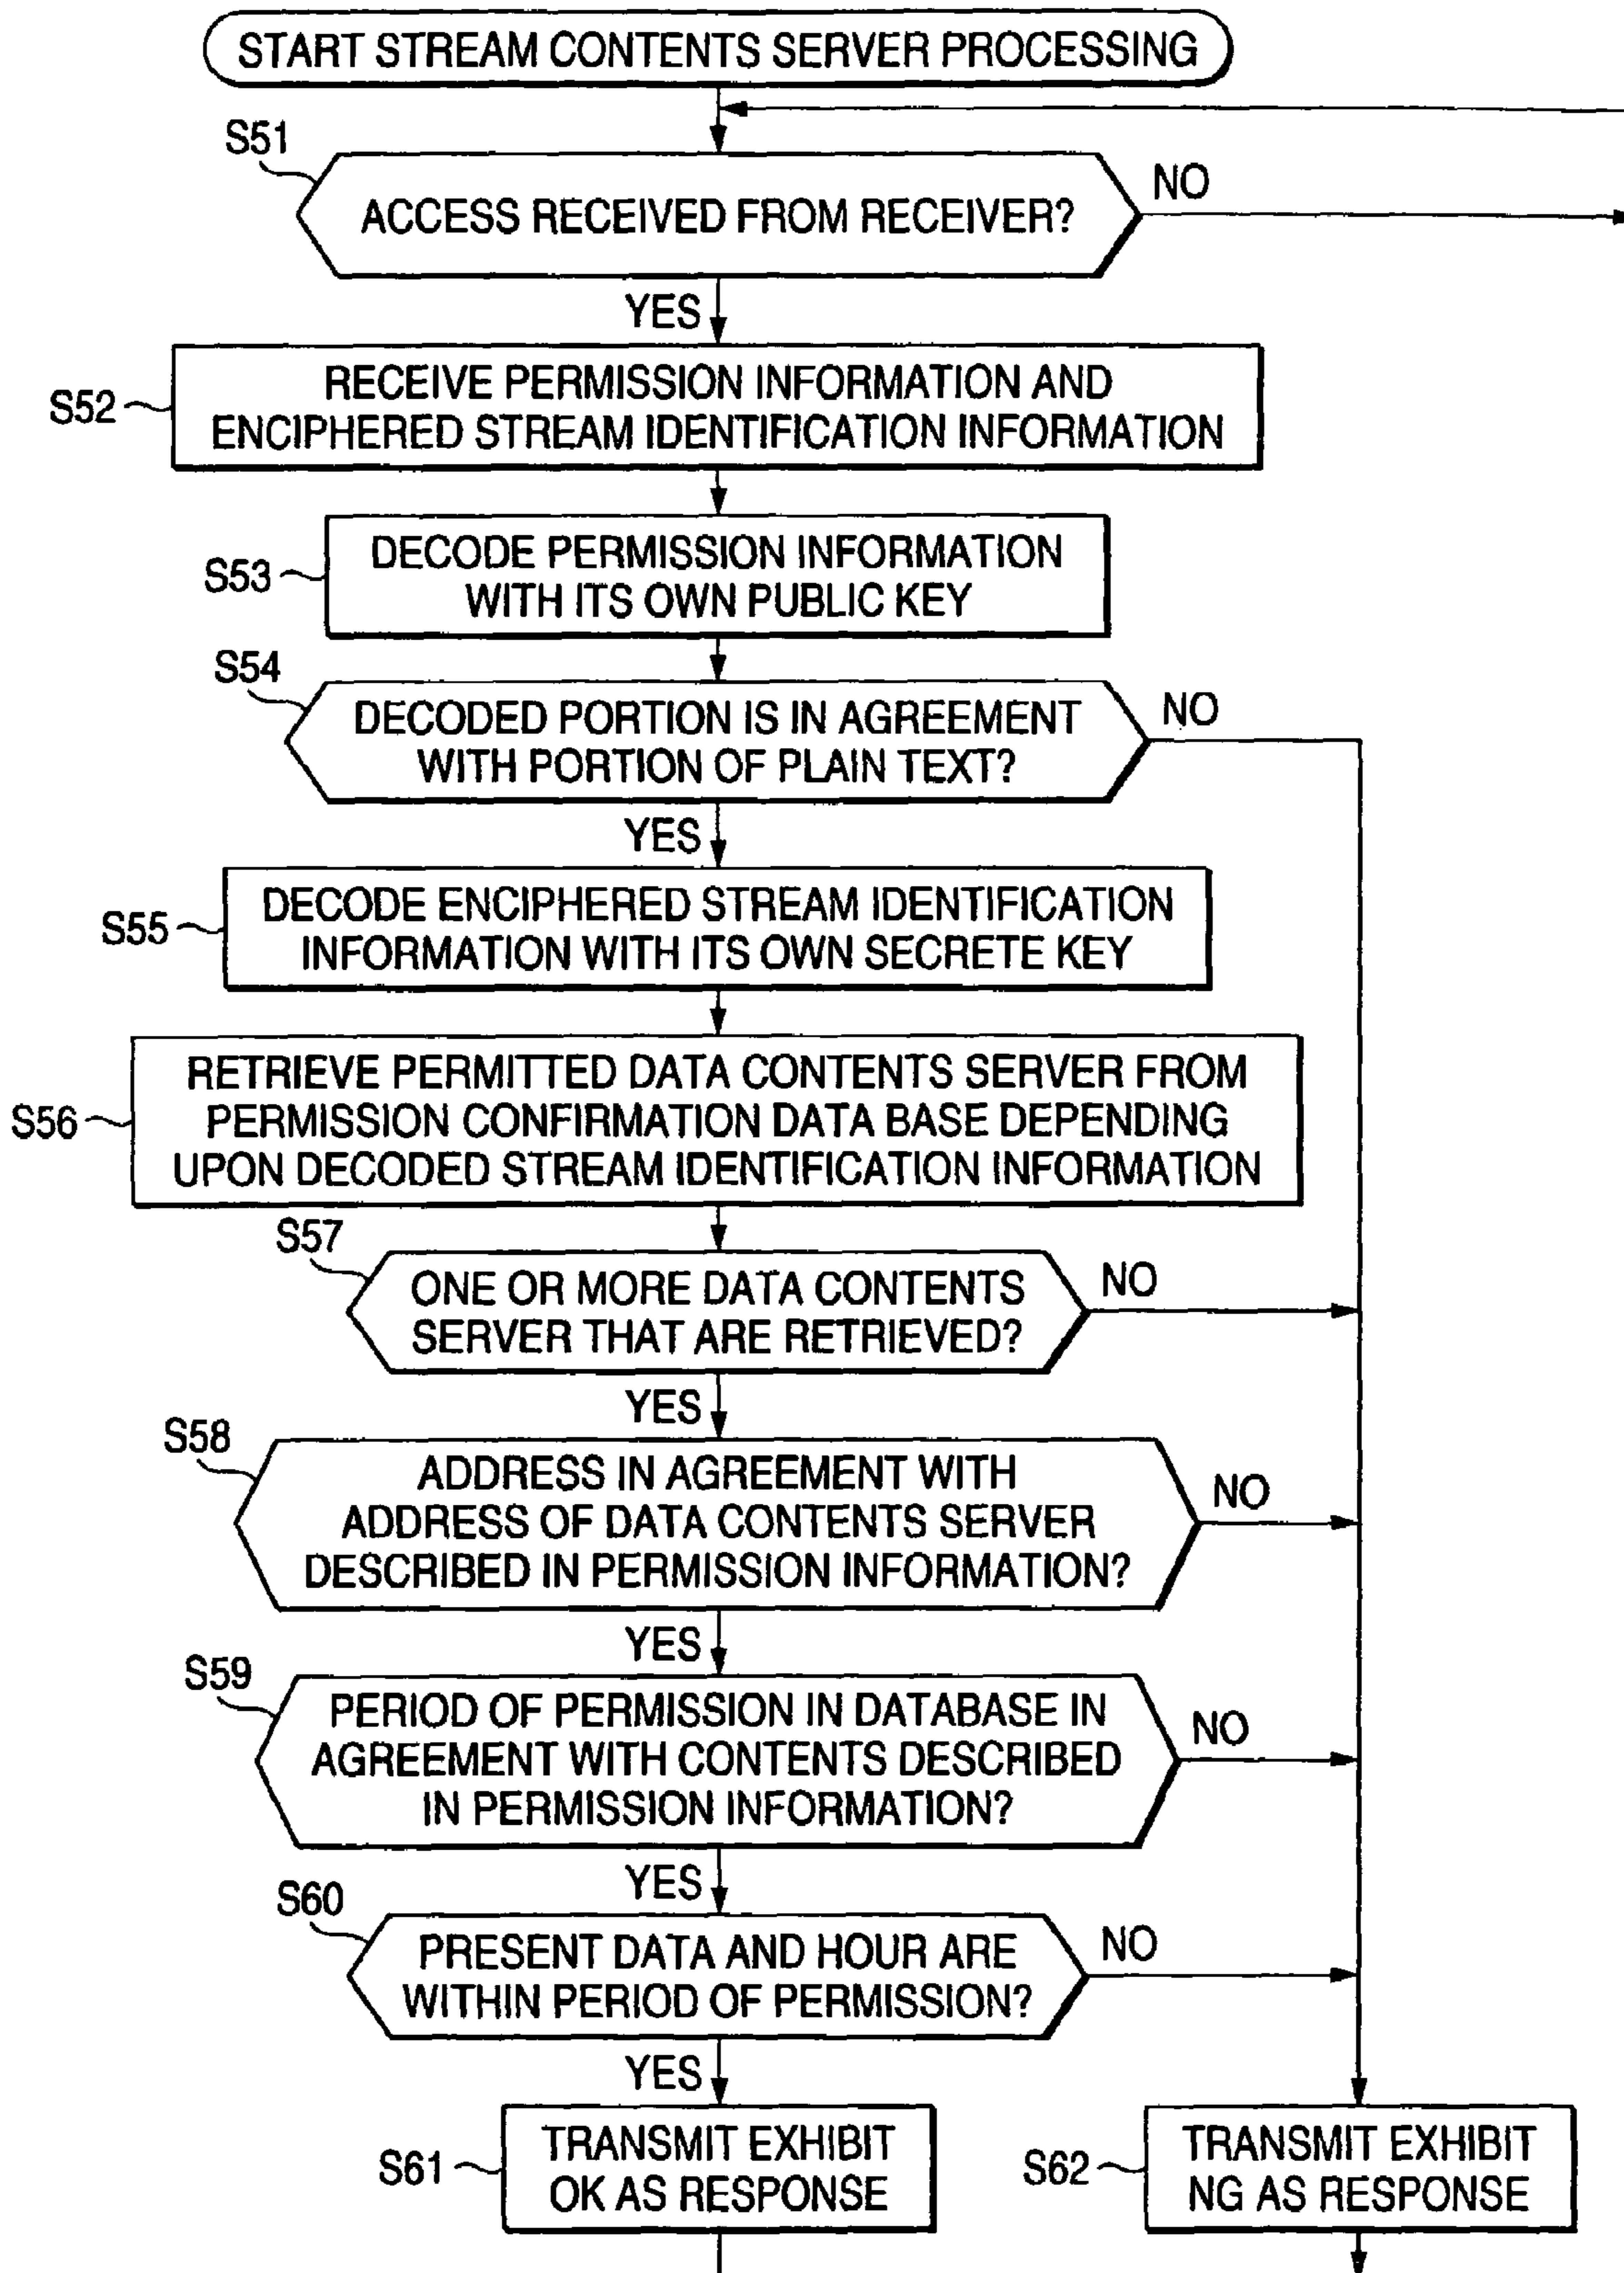 START STREAM CONTENTS SERVER PROCESSING
S51
ACCESS RECEIVED FROM RECEIVER?
NO
YES
S52
RECEIVE PERMISSION INFORMATION AND
ENCIPHERED STREAM IDENTIFICATION INFORMATION
S53
DECODE PERMISSION INFORMATION
WITH ITS OWN PUBLIC KEY
S54
DECODED PORTION IS IN AGREEMENT
WITH PORTION OF PLAIN TEXT?
NO
YES
S55
DECODE ENCIPHERED STREAM IDENTIFICATION
INFORMATION WITH ITS OWN SECRETE KEY
S56
RETRIEVE PERMITTED DATA CONTENTS SERVER FROM
PERMISSION CONFIRMATION DATA BASE DEPENDING
UPON DECODED STREAM IDENTIFICATION INFORMATION
S57
ONE OR MORE DATA CONTENTS
SERVER THAT ARE RETRIEVED?
NO
YES
S58
ADDRESS IN AGREEMENT WITH
ADDRESS OF DATA CONTENTS SERVER
DESCRIBED IN PERMISSION INFORMATION?
NO
YES
S59
PERIOD OF PERMISSION IN DATABASE IN
AGREEMENT WITH CONTENTS DESCRIBED
IN PERMISSION INFORMATION?
NO
YES
S60
PRESENT DATA AND HOUR ARE
WITHIN PERIOD OF PERMISSION?
NO
YES
S61
TRANSMIT EXHIBIT
OK AS RESPONSE
S62
TRANSMIT EXHIBIT
NG AS RESPONSE